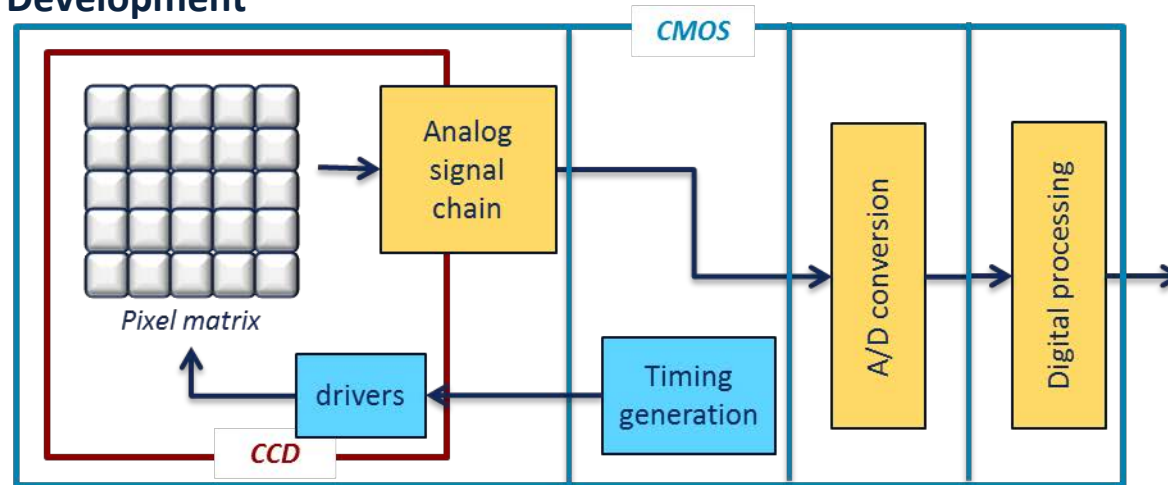 Development
CMOS
Analog
signal
chain
Pixel matrix
drivers
CCD
Timing
generation
A/D conversion
Digital processing